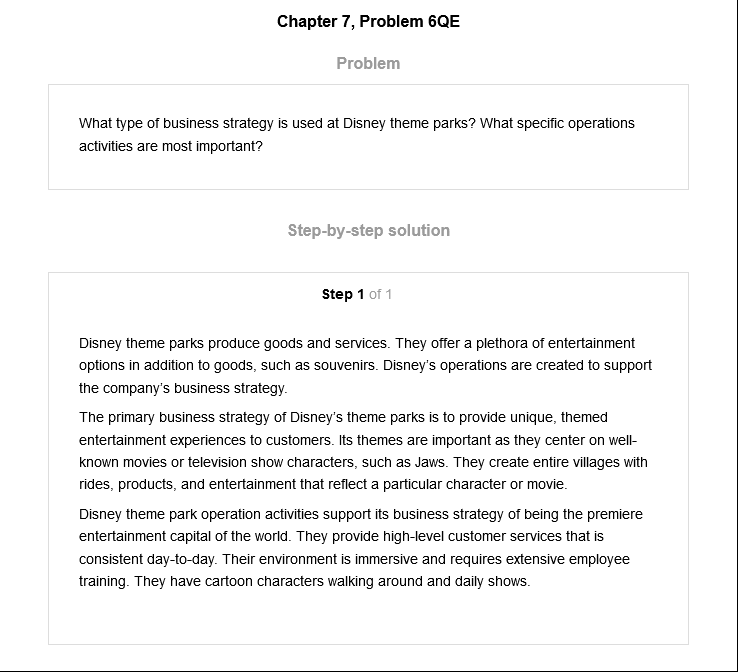 Chapter 7, Problem 6QE
Problem
What type of business strategy is used at Disney theme parks? What specific operations
activities are most important?
Step-by-step solution
Step 1 of 1
Disney theme parks produce goods and services. They offer a plethora of entertainment
options in addition to goods, such as souvenirs. Disney's operations are created to support
the company's business strategy.
The primary business strategy of Disney's theme parks is to provide unique, themed
entertainment experiences to customers. Its themes are important as they center on well-
known movies or television show characters, such as Jaws. They create entire villages with
rides, products, and entertainment that reflect a particular character or movie.
Disney theme park operation activities support its business strategy of being the premiere
entertainment capital of the world. They provide high-level customer services that is
consistent day-to-day. Their environment is immersive and requires extensive employee
training. They have cartoon characters walking around and daily shows.